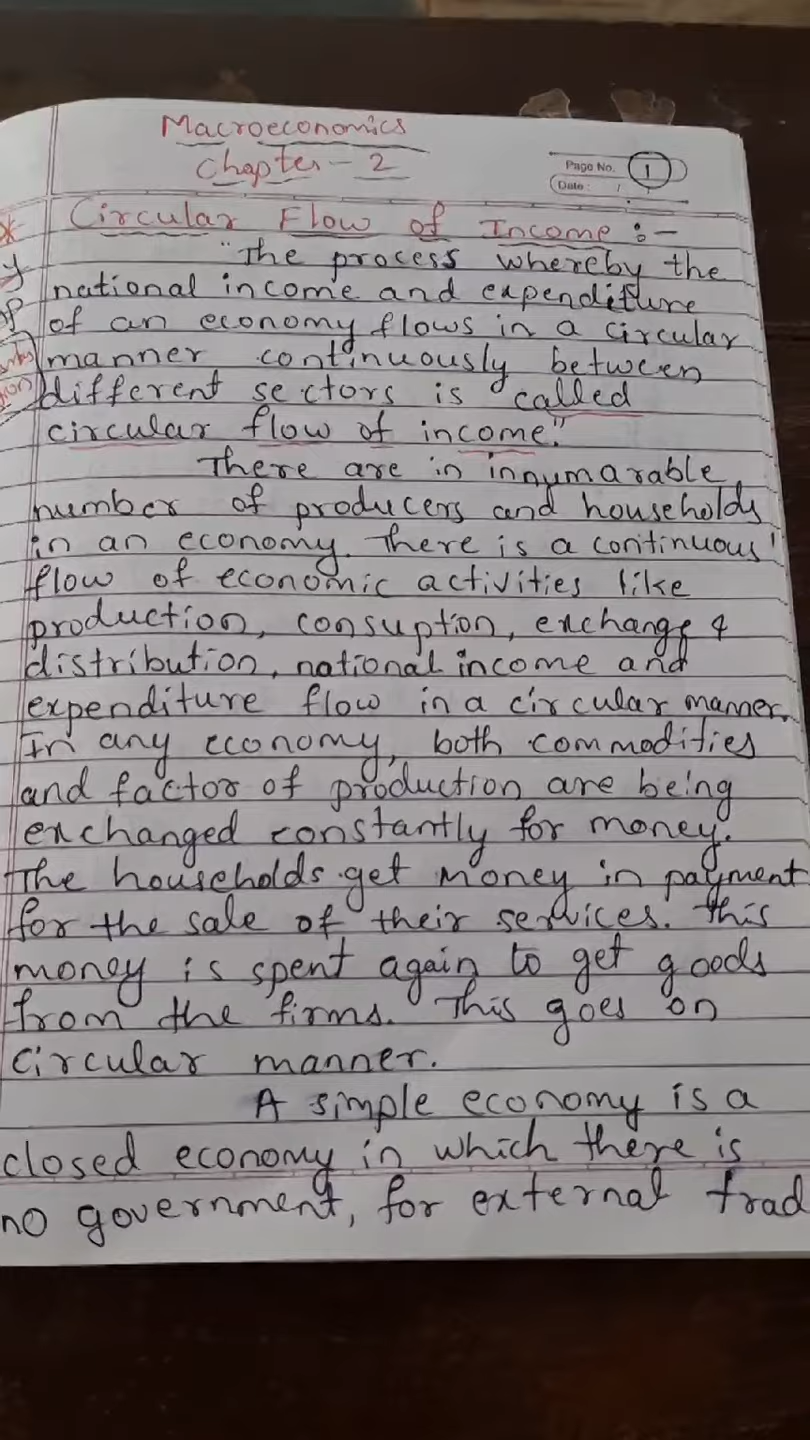 Macroeconomics
Chapter - 2
Page No. 1
Date: / /
Circular Flow of Income :-
"The process whereby the
national income and expenditure
of an economy flows in a circular
manner continuously between
different sectors is called
circular flow of income."
There are in innumarable
number of producers and households
in an economy. There is a continuous
flow of economic activities like
production, consuption, exchange &
distribution, national income and
expenditure flow in a circular manner.
In any economy, both commodities
and factor of production are being
exchanged constantly for money.
The households get money in payment
for the sale of their services. This
money is spent again to get goods
from the firms. This goes on
circular manner.
A simple economy is a
closed economy in which there is
no government, for external trad